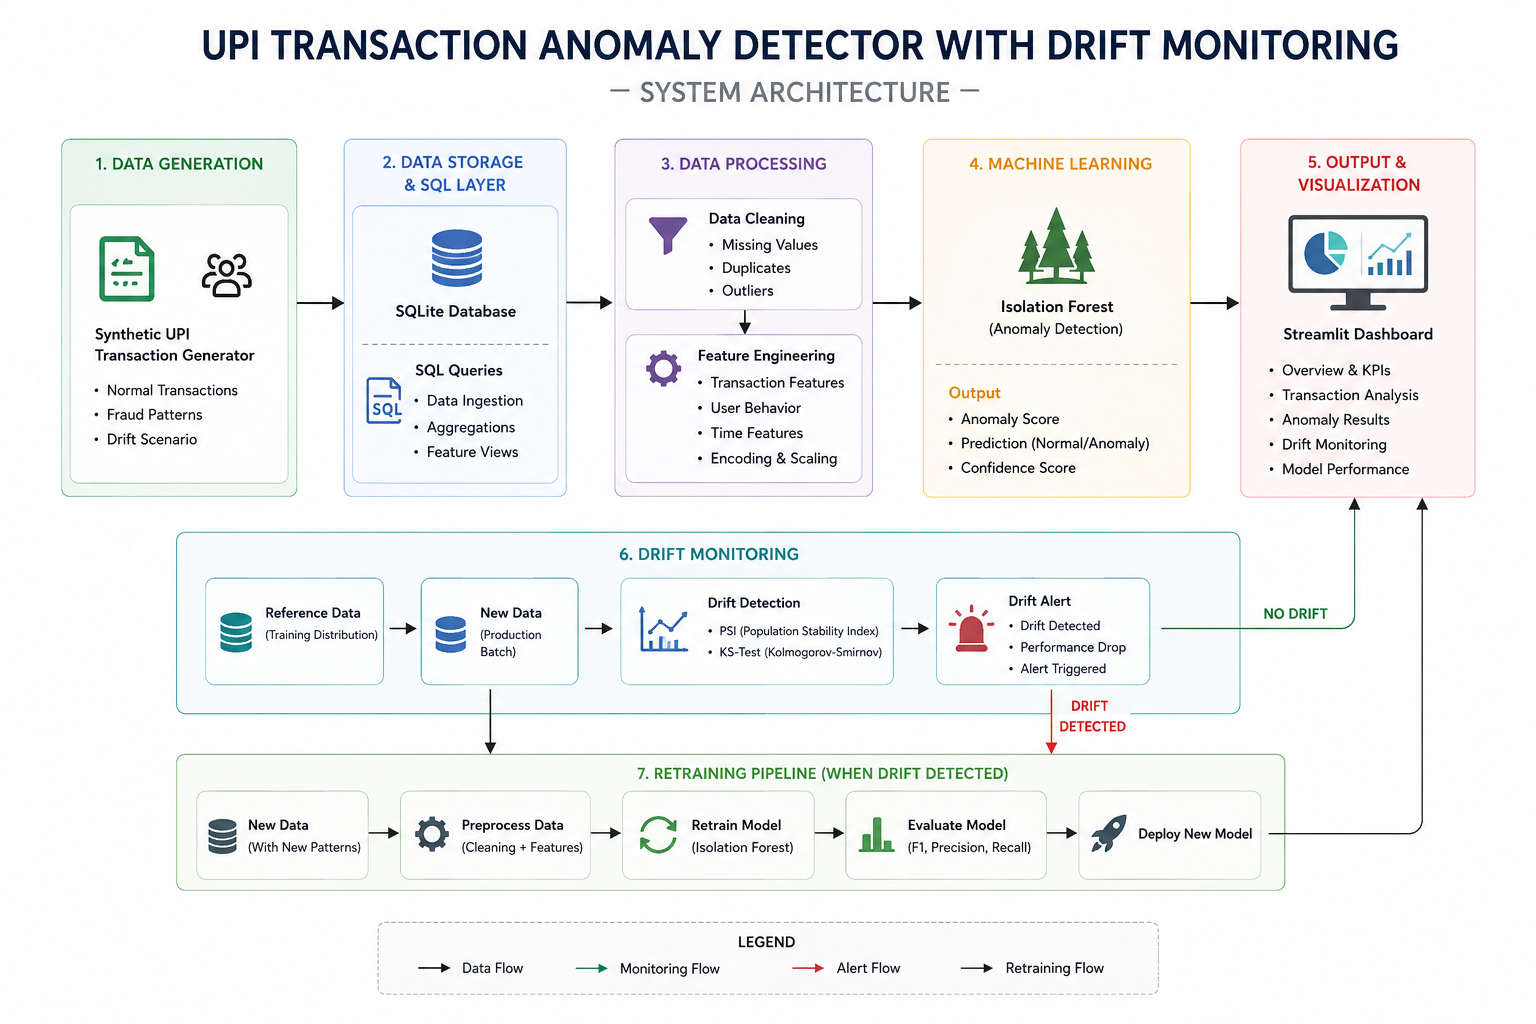 UPI TRANSACTION ANOMALY DETECTOR WITH DRIFT MONITORING
— SYSTEM ARCHITECTURE —
1. DATA GENERATION
Synthetic UPI
Transaction Generator
• Normal Transactions
• Fraud Patterns
• Drift Scenario
2. DATA STORAGE
& SQL LAYER
SQLite Database
SQL Queries
SQL
• Data Ingestion
• Aggregations
• Feature Views
3. DATA PROCESSING
Data Cleaning
• Missing Values
• Duplicates
• Outliers
Feature Engineering
• Transaction Features
• User Behavior
• Time Features
• Encoding & Scaling
4. MACHINE LEARNING
Isolation Forest
(Anomaly Detection)
Output
• Anomaly Score
• Prediction (Normal/Anomaly)
• Confidence Score
5. OUTPUT &
VISUALIZATION
Streamlit Dashboard
• Overview & KPIs
• Transaction Analysis
• Anomaly Results
• Drift Monitoring
• Model Performance
6. DRIFT MONITORING
Reference Data
(Training Distribution)
New Data
(Production
Batch)
Drift Detection
• PSI (Population Stability Index)
• KS-Test (Kolmogorov-Smirnov)
Drift Alert
• Drift Detected
• Performance Drop
• Alert Triggered
NO DRIFT
DRIFT
DETECTED
7. RETRAINING PIPELINE (WHEN DRIFT DETECTED)
New Data
(With New Patterns)
Preprocess Data
(Cleaning + Features)
Retrain Model
(Isolation Forest)
Evaluate Model
(F1, Precision, Recall)
Deploy New Model
LEGEND
Data Flow
Monitoring Flow
Alert Flow
Retraining Flow